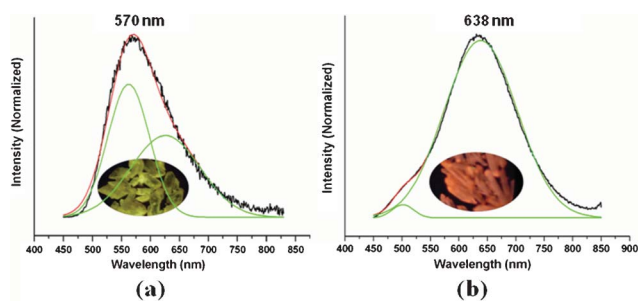 570 nm
Intensity (Normalized)
400 450 500 550 600 650 700 750 800
Wavelength (nm)
(a)
638 nm
Intensity (Normalized)
400 450 500 550 600 650 700 750 800 850 900
Wavelength (nm)
(b)